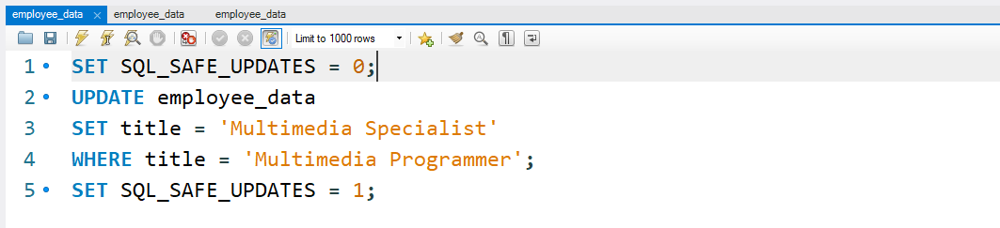 employee_data × employee_data employee_data
Limit to 1000 rows
1 SET SQL_SAFE_UPDATES = 0;
2 UPDATE employee_data
3 SET title = 'Multimedia Specialist'
4 WHERE title = 'Multimedia Programmer';
5 SET SQL_SAFE_UPDATES = 1;